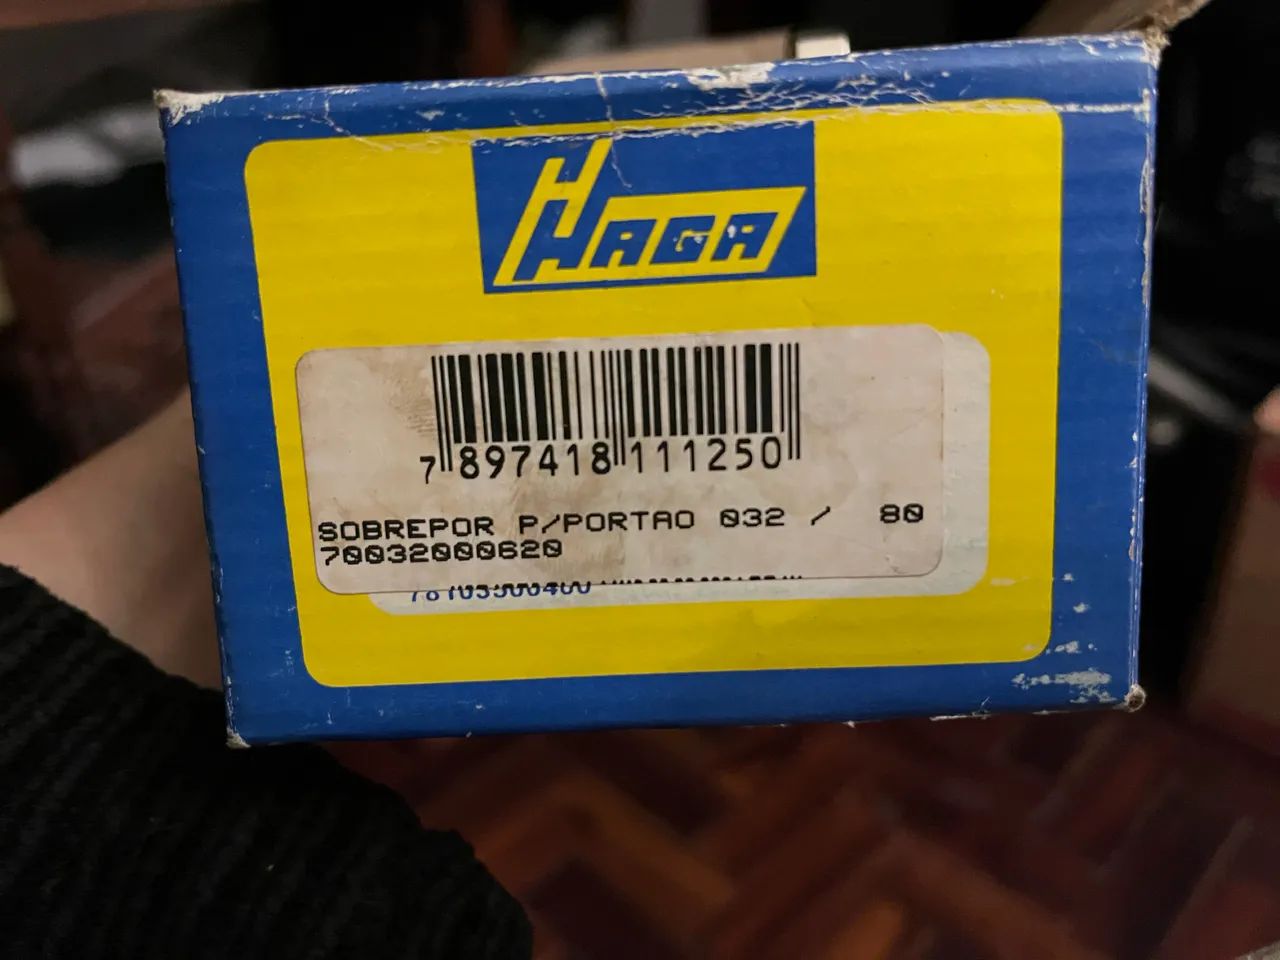 HAGA
7 897418 111250
SOBREPOR P/PORTAO 032 / 80
70032000620